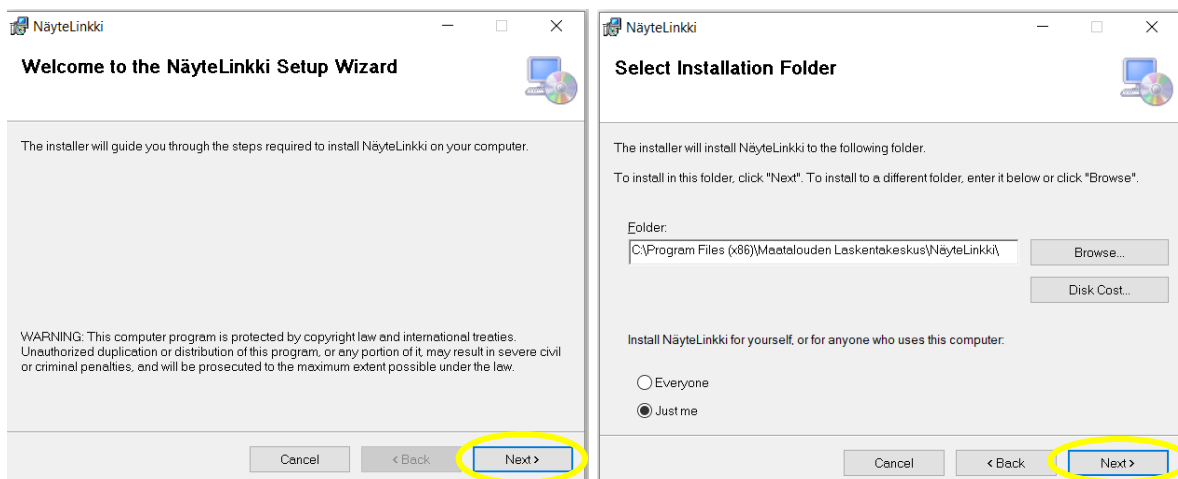 NäyteLinkki
Welcome to the NäyteLinkki Setup Wizard
The installer will guide you through the steps required to install NäyteLinkki on your computer.
WARNING: This computer program is protected by copyright law and international treaties.
Unauthorized duplication or distribution of this program, or any portion of it, may result in severe civil
or criminal penalties, and will be prosecuted to the maximum extent possible under the law.
Cancel
< Back
Next >
NäyteLinkki
Select Installation Folder
The installer will install NäyteLinkki to the following folder.
To install in this folder, click "Next". To install to a different folder, enter it below or click "Browse".
Folder:
C:\Program Files (x86)\Maatalouden Laskentakeskus\NäyteLinkki\
Browse...
Disk Cost...
Install NäyteLinkki for yourself, or for anyone who uses this computer:
Everyone
Just me
Cancel
< Back
Next >